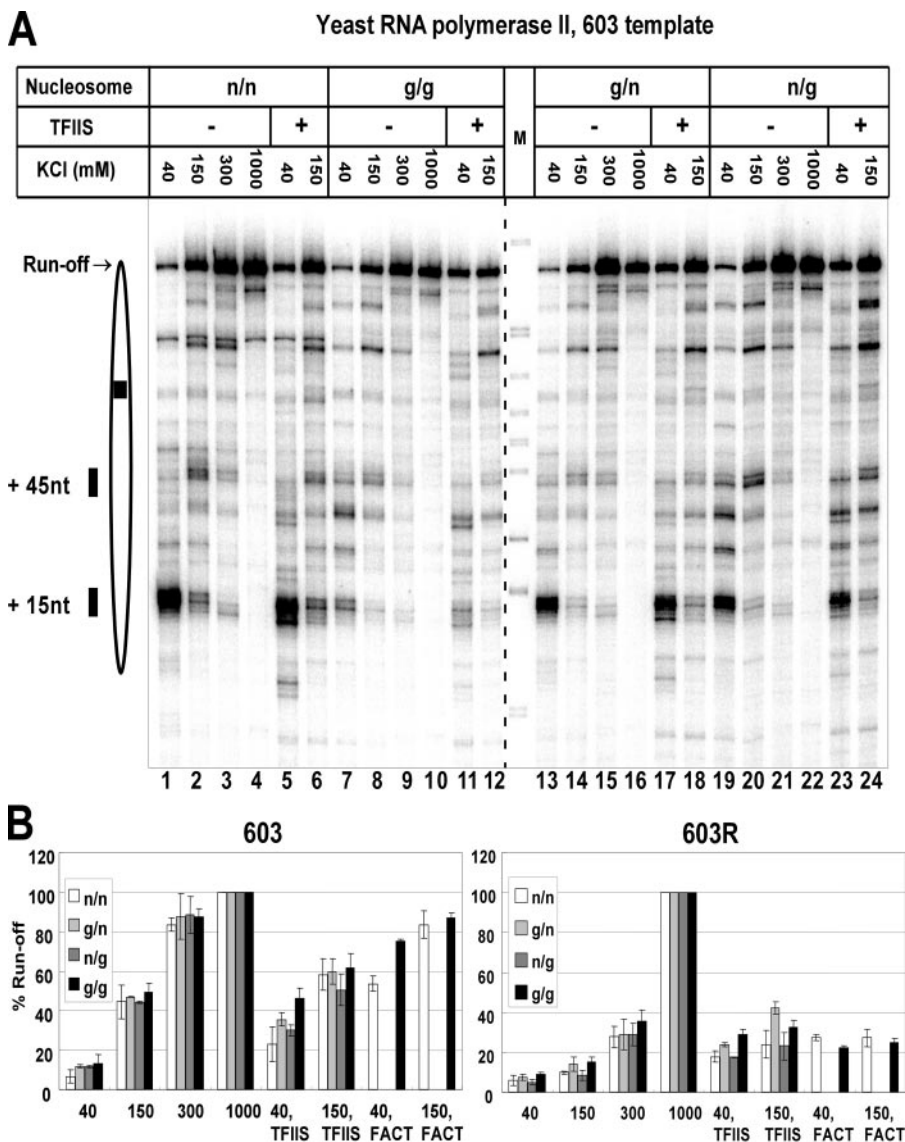 A
Yeast RNA polymerase II, 603 template
Nucleosome n/n g/g M g/n n/g
TFIIS - + - + - + - +
KCl (mM) 40 150 300 1000 40 150 40 150 300 1000 40 150 40 150 300 1000 40 150 40 150 300 1000 40 150
Run-off →
+ 45nt
+ 15nt
1 2 3 4 5 6 7 8 9 10 11 12 13 14 15 16 17 18 19 20 21 22 23 24
B
603
% Run-off
120
100
80
60
40
20
0
n/n
g/n
n/g
g/g
40 150 300 1000 40, TFIIS 150, TFIIS 40, FACT 150, FACT
603R
120
100
80
60
40
20
0
n/n
g/n
n/g
g/g
40 150 300 1000 40, TFIIS 150, TFIIS 40, FACT 150, FACT